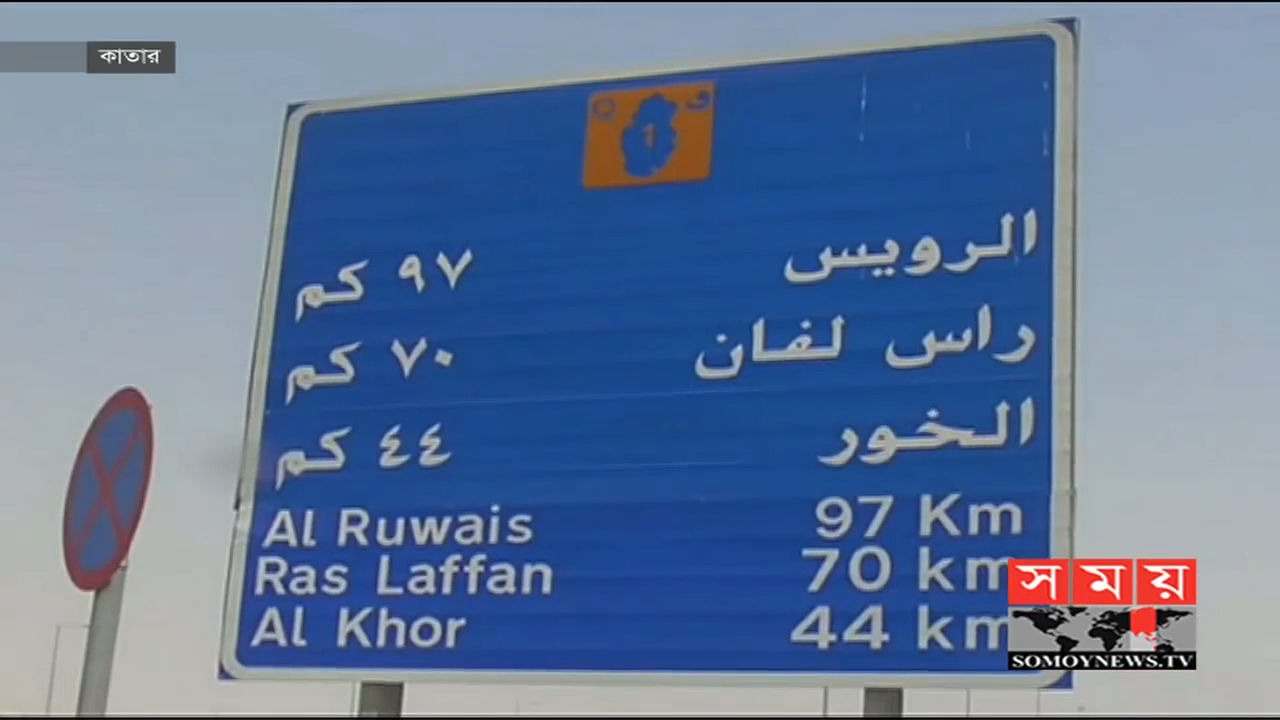 কাতার
Q 1 و
الرويس ٩٧ كم
راس لفان ٧٠ كم
الخور ٤٤ كم
Al Ruwais 97 Km
Ras Laffan 70 km
Al Khor 44 km
সময়
SOMOYNEWS.TV